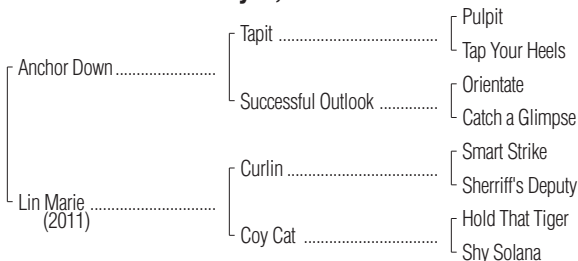 Pulpit
Tapit ........................................
Tap Your Heels
Anchor Down .........................
Orientate
Successful Outlook ..............
Catch a Glimpse
Smart Strike
Curlin ......................................
Sherriff's Deputy
Lin Marie ................................
(2011)
Hold That Tiger
Coy Cat ..................................
Shy Solana